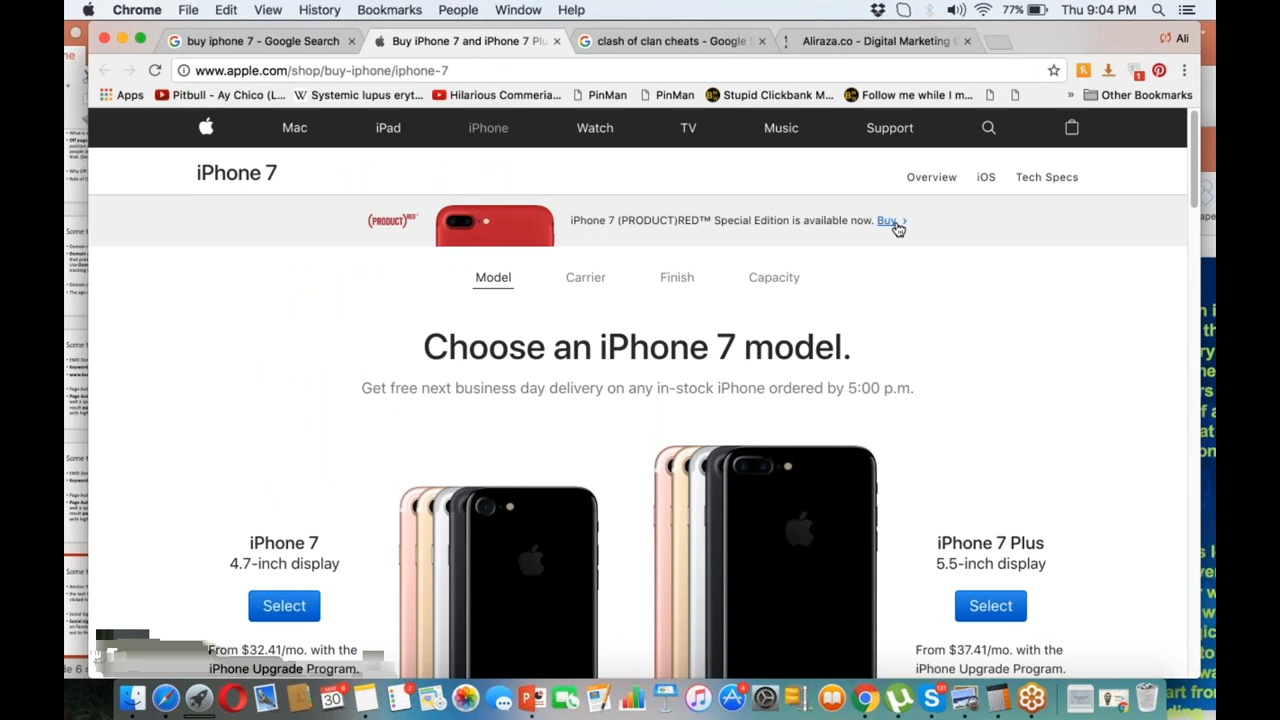 Chrome File Edit View History Bookmarks People Window Help 77% Thu 9:04 PM
buy iphone 7 - Google Search Buy iPhone 7 and iPhone 7 Plu clash of clan cheats - Google S Aliraza.co - Digital Marketing C Ali
www.apple.com/shop/buy-iphone/iphone-7
Apps Pitbull - Ay Chico (L... Systemic lupus eryt... Hilarious Commeria... PinMan PinMan Stupid Clickbank M... Follow me while I m... » Other Bookmarks
Mac iPad iPhone Watch TV Music Support
iPhone 7
Overview iOS Tech Specs
(PRODUCT)RED™ iPhone 7 (PRODUCT)RED™ Special Edition is available now. Buy >
Model Carrier Finish Capacity
Choose an iPhone 7 model.
Get free next business day delivery on any in-stock iPhone ordered by 5:00 p.m.
iPhone 7
4.7-inch display
Select
From $32.41/mo. with the
iPhone Upgrade Program.
iPhone 7 Plus
5.5-inch display
Select
From $37.41/mo. with the
iPhone Upgrade Program.